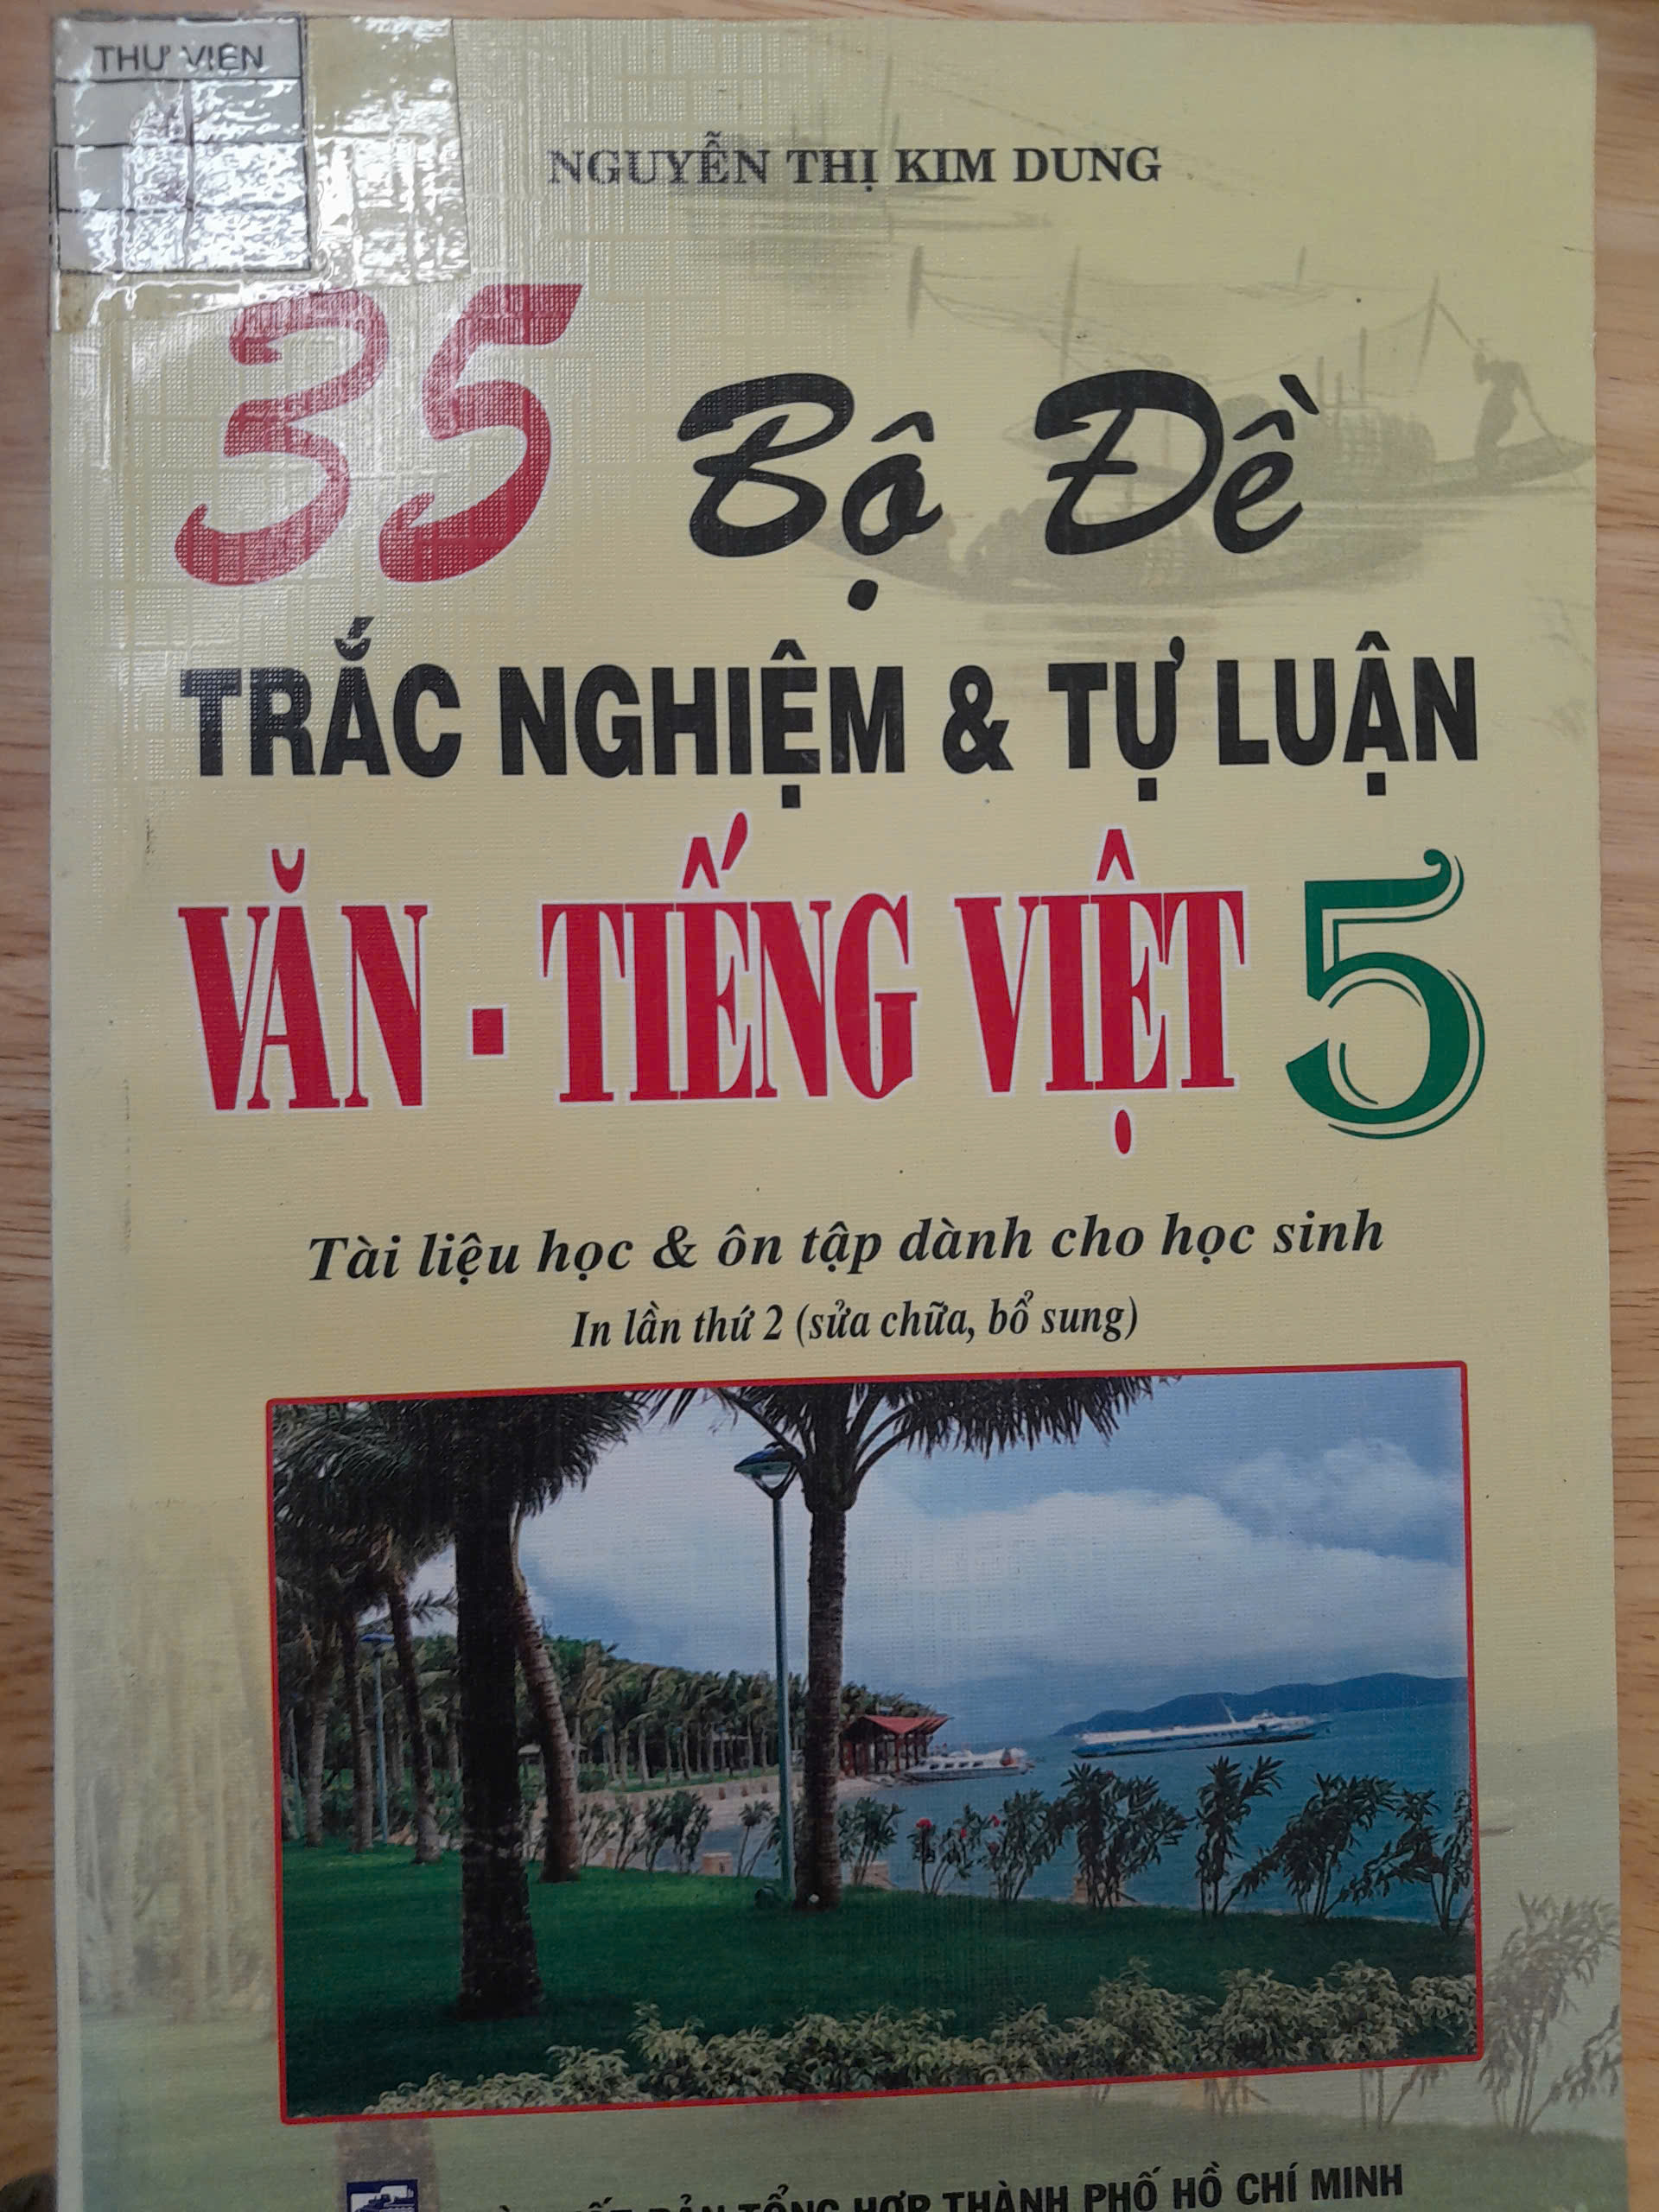 THƯ VIỆN
NGUYỄN THỊ KIM DUNG
35 Bộ Đề
TRẮC NGHIỆM & TỰ LUẬN
VĂN - TIẾNG VIỆT 5
Tài liệu học & ôn tập dành cho học sinh
In lần thứ 2 (sửa chữa, bổ sung)
BẢN TỔNG HỢP THÀNH PHỐ HỒ CHÍ MINH